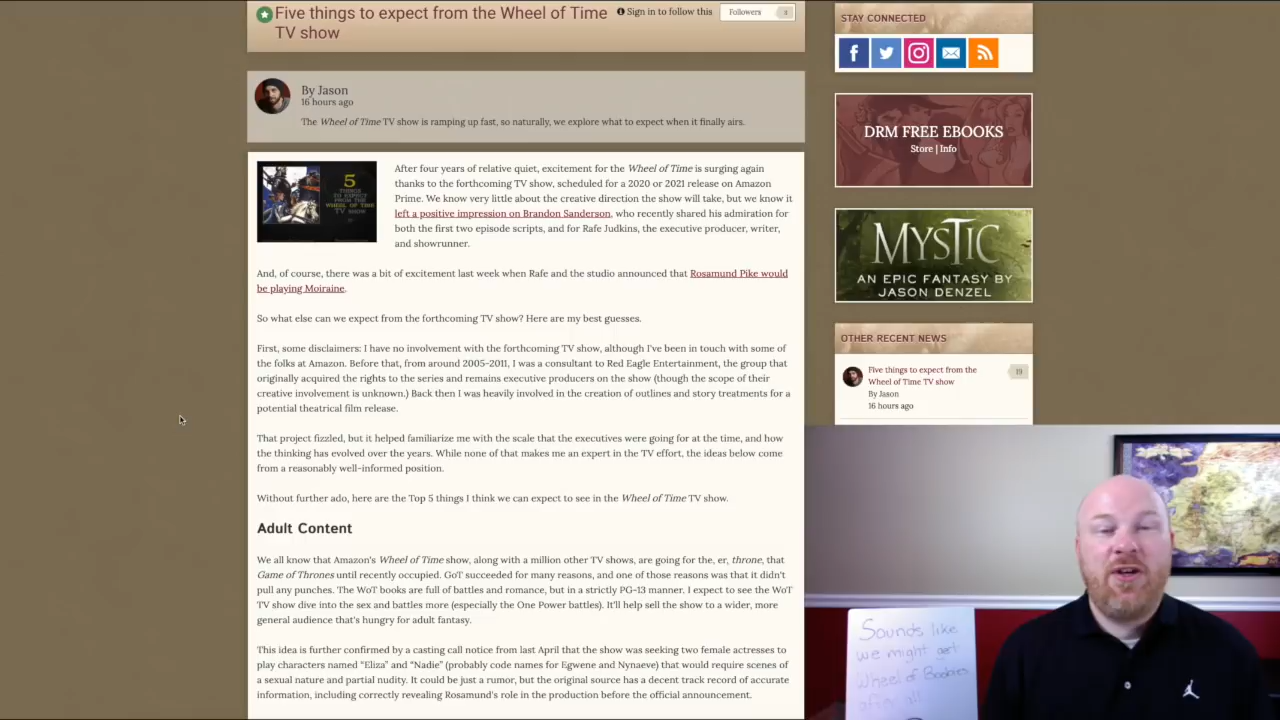 Five things to expect from the Wheel of Time
TV show
Sign in to follow this
Followers
By Jason
16 hours ago
The Wheel of Time TV show is ramping up fast, so naturally, we explore what to expect when it finally airs.
5
THINGS
TO EXPECT
FROM THE
WHEEL OF TIME
TV SHOW
After four years of relative quiet, excitement for the Wheel of Time is surging again
thanks to the forthcoming TV show, scheduled for a 2020 or 2021 release on Amazon
Prime. We know very little about the creative direction the show will take, but we know it
left a positive impression on Brandon Sanderson, who recently shared his admiration for
both the first two episode scripts, and for Rafe Judkins, the executive producer, writer,
and showrunner.
And, of course, there was a bit of excitement last week when Rafe and the studio announced that Rosamund Pike would
be playing Moiraine.
So what else can we expect from the forthcoming TV show? Here are my best guesses.
First, some disclaimers: I have no involvement with the forthcoming TV show, although I've been in touch with some of
the folks at Amazon. Before that, from around 2005-2011, I was a consultant to Red Eagle Entertainment, the group that
originally acquired the rights to the series and remains executive producers on the show (though the scope of their
creative involvement is unknown.) Back then I was heavily involved in the creation of outlines and story treatments for a
potential theatrical film release.
That project fizzled, but it helped familiarize me with the scale that the executives were going for at the time, and how
the thinking has evolved over the years. While none of that makes me an expert in the TV effort, the ideas below come
from a reasonably well-informed position.
Without further ado, here are the Top 5 things I think we can expect to see in the Wheel of Time TV show.
Adult Content
We all know that Amazon's Wheel of Time show, along with a million other TV shows, are going for the, er, throne, that
Game of Thrones until recently occupied. GoT succeeded for many reasons, and one of those reasons was that it didn't
pull any punches. The WoT books are full of battles and romance, but in a strictly PG-13 manner. I expect to see the WoT
TV show dive into the sex and battles more (especially the One Power battles). It'll help sell the show to a wider, more
general audience that's hungry for adult fantasy.
This idea is further confirmed by a casting call notice from last April that the show was seeking two female actresses to
play characters named “Eliza” and “Nadie” (probably code names for Egwene and Nynaeve) that would require scenes of
a sexual nature and partial nudity. It could be just a rumor, but the original source has a decent track record of accurate
information, including correctly revealing Rosamund's role in the production before the official announcement.
STAY CONNECTED
DRM FREE EBOOKS
Store | Info
MYSTIC
AN EPIC FANTASY BY
JASON DENZEL
OTHER RECENT NEWS
Five things to expect from the
Wheel of Time TV show
19
By Jason
16 hours ago
Sounds like
we might get
Wheel of Boobies
after all